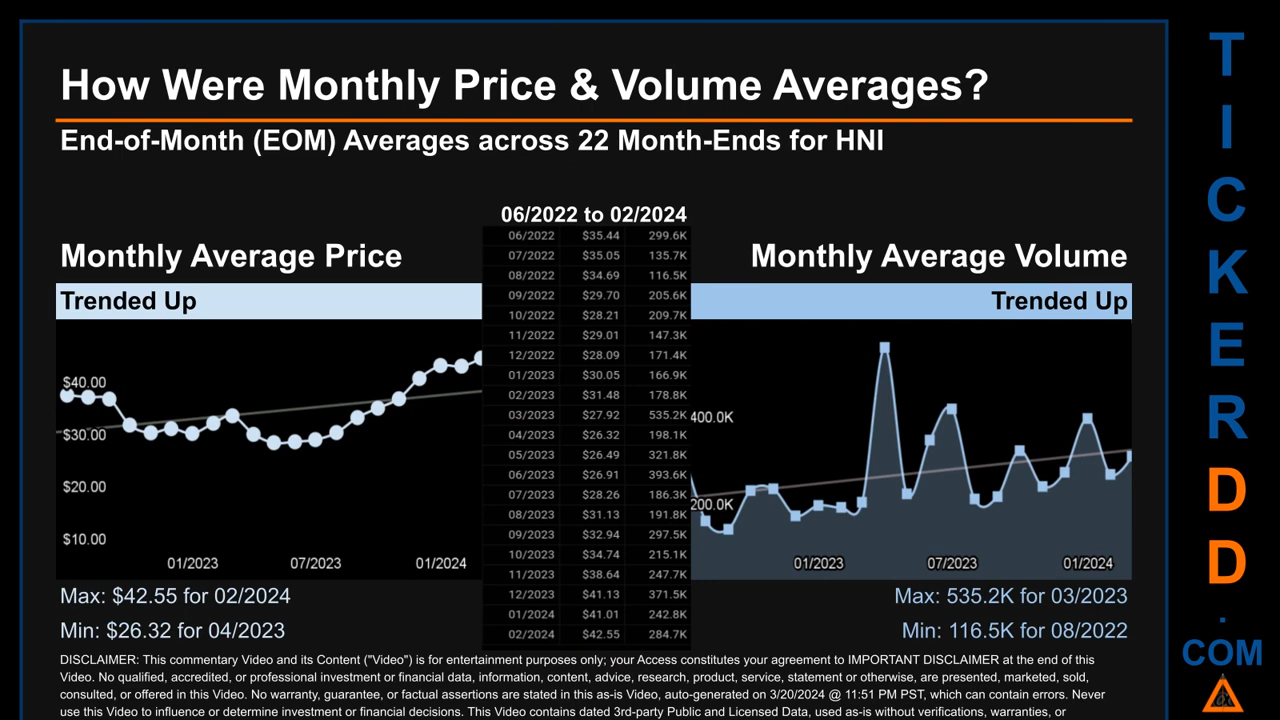 How Were Monthly Price & Volume Averages?
End-of-Month (EOM) Averages across 22 Month-Ends for HNI
06/2022 to 02/2024
Monthly Average Price
Trended Up
$40.00
$30.00
$20.00
$10.00
01/2023 07/2023 01/2024
Max: $42.55 for 02/2024
Min: $26.32 for 04/2023
06/2022 $35.44 299.6K
07/2022 $35.05 135.7K
08/2022 $34.69 116.5K
09/2022 $29.70 205.6K
10/2022 $28.21 209.7K
11/2022 $29.01 147.3K
12/2022 $28.09 171.4K
01/2023 $30.05 166.9K
02/2023 $31.48 178.8K
03/2023 $27.92 535.2K
04/2023 $26.32 198.1K
05/2023 $26.49 321.8K
06/2023 $26.91 393.6K
07/2023 $28.26 186.3K
08/2023 $31.13 191.8K
09/2023 $32.94 297.5K
10/2023 $34.74 215.1K
11/2023 $38.64 247.7K
12/2023 $41.13 371.5K
01/2024 $41.01 242.8K
02/2024 $42.55 284.7K
Monthly Average Volume
Trended Up
400.0K
200.0K
01/2023 07/2023 01/2024
Max: 535.2K for 03/2023
Min: 116.5K for 08/2022
DISCLAIMER: This commentary Video and its Content ("Video") is for entertainment purposes only; your Access constitutes your agreement to IMPORTANT DISCLAIMER at the end of this
Video. No qualified, accredited, or professional investment or financial data, information, content, advice, research, product, service, statement or otherwise, are presented, marketed, sold,
consulted, or offered in this Video. No warranty, guarantee, or factual assertions are stated in this as-is Video, auto-generated on 3/20/2024 @ 11:51 PM PST, which can contain errors. Never
use this Video to influence or determine investment or financial decisions. This Video contains dated 3rd-party Public and Licensed Data, used as-is without verifications, warranties, or
TICKERDD.COM